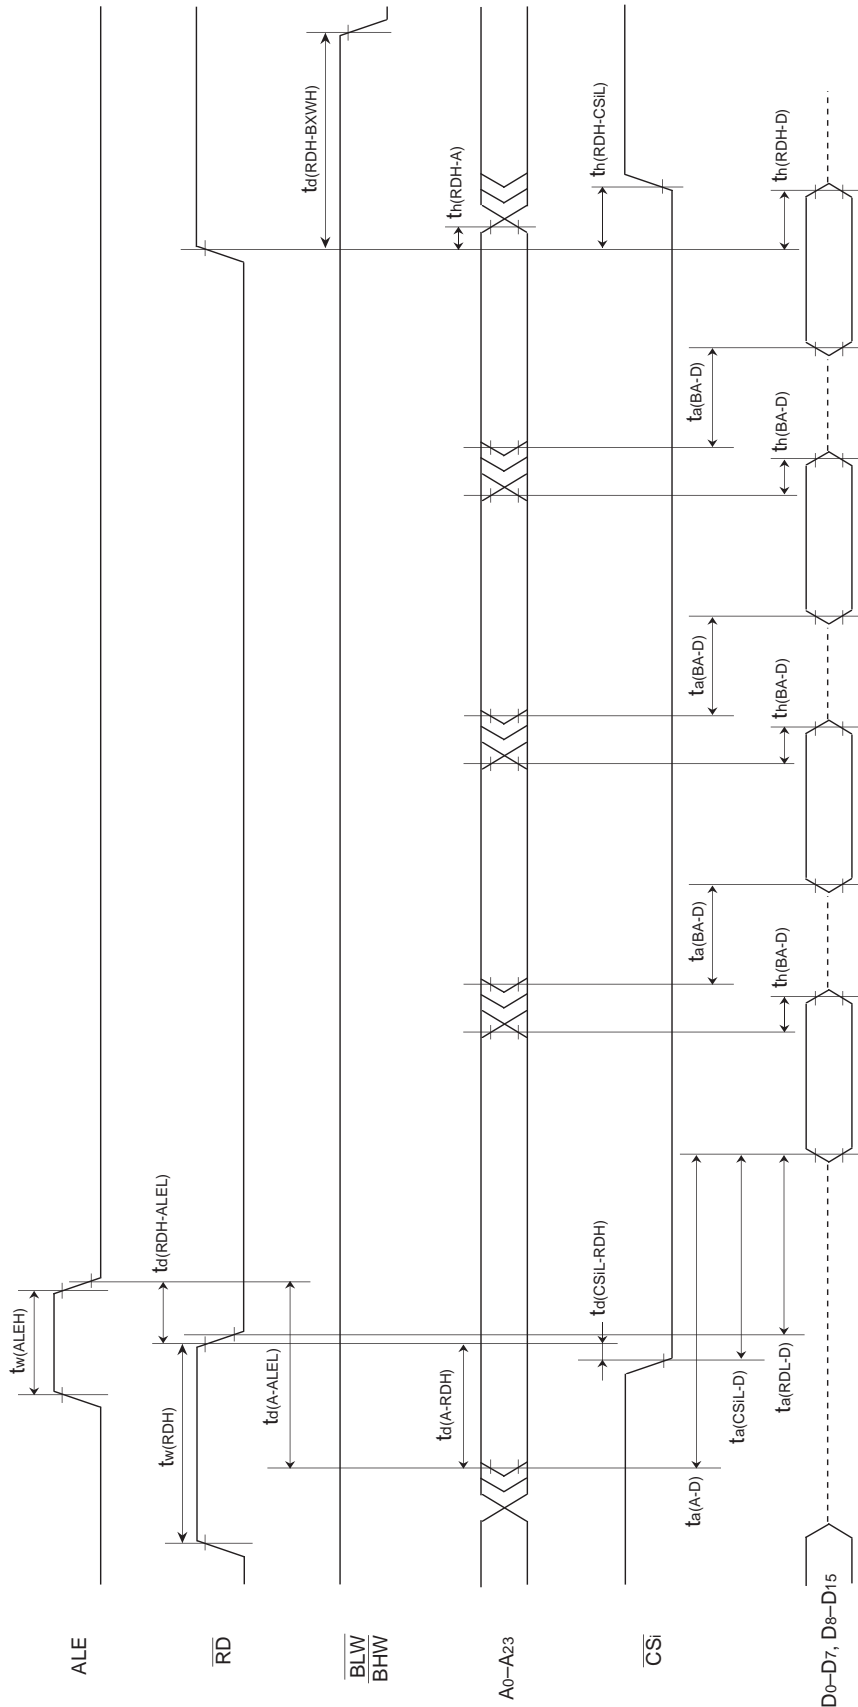 ALE
tw(ALEH)
RD
tw(RDH)
td(RDH-ALEL)
td(A-ALEL)
BLW
BHW
td(RDH-BXWH)
A0–A23
td(A-RDH)
th(RDH-A)
CSi
td(CSiL-RDH)
th(RDH-CSiL)
ta(A-D)
ta(CSiL-D)
ta(RDL-D)
ta(BA-D)
ta(BA-D)
ta(BA-D)
th(BA-D)
th(BA-D)
th(BA-D)
th(RDH-D)
D0–D7, D8–D15